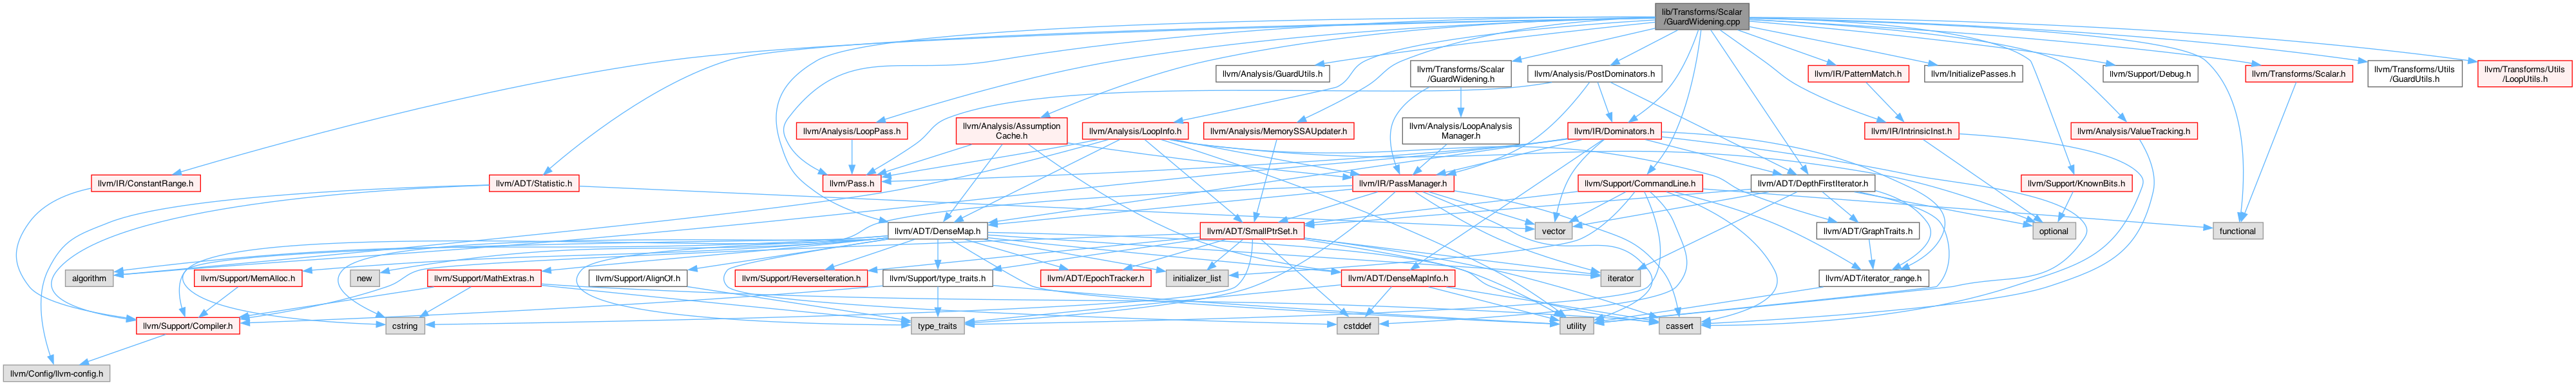 lib/Transforms/Scalar
/GuardWidening.cpp
llvm/Analysis/GuardUtils.h
llvm/Transforms/Scalar
/GuardWidening.h
llvm/Analysis/PostDominators.h
llvm/IR/PatternMatch.h
llvm/InitializePasses.h
llvm/Support/Debug.h
llvm/Transforms/Scalar.h
llvm/Transforms/Utils
/GuardUtils.h
llvm/Transforms/Utils
/LoopUtils.h
llvm/Analysis/LoopPass.h
llvm/Analysis/Assumption
Cache.h
llvm/Analysis/LoopInfo.h
llvm/Analysis/MemorySSAUpdater.h
llvm/Analysis/LoopAnalysis
Manager.h
llvm/IR/Dominators.h
llvm/IR/IntrinsicInst.h
llvm/Analysis/ValueTracking.h
llvm/IR/ConstantRange.h
llvm/ADT/Statistic.h
llvm/Pass.h
llvm/IR/PassManager.h
llvm/Support/CommandLine.h
llvm/ADT/DepthFirstIterator.h
llvm/Support/KnownBits.h
llvm/ADT/DenseMap.h
llvm/ADT/SmallPtrSet.h
vector
llvm/ADT/GraphTraits.h
optional
functional
algorithm
llvm/Support/MemAlloc.h
new
llvm/Support/MathExtras.h
llvm/Support/AlignOf.h
llvm/Support/ReverseIteration.h
llvm/Support/type_traits.h
llvm/ADT/EpochTracker.h
initializer_list
llvm/ADT/DenseMapInfo.h
iterator
llvm/ADT/iterator_range.h
llvm/Support/Compiler.h
cstring
type_traits
cstddef
utility
cassert
llvm/Config/llvm-config.h